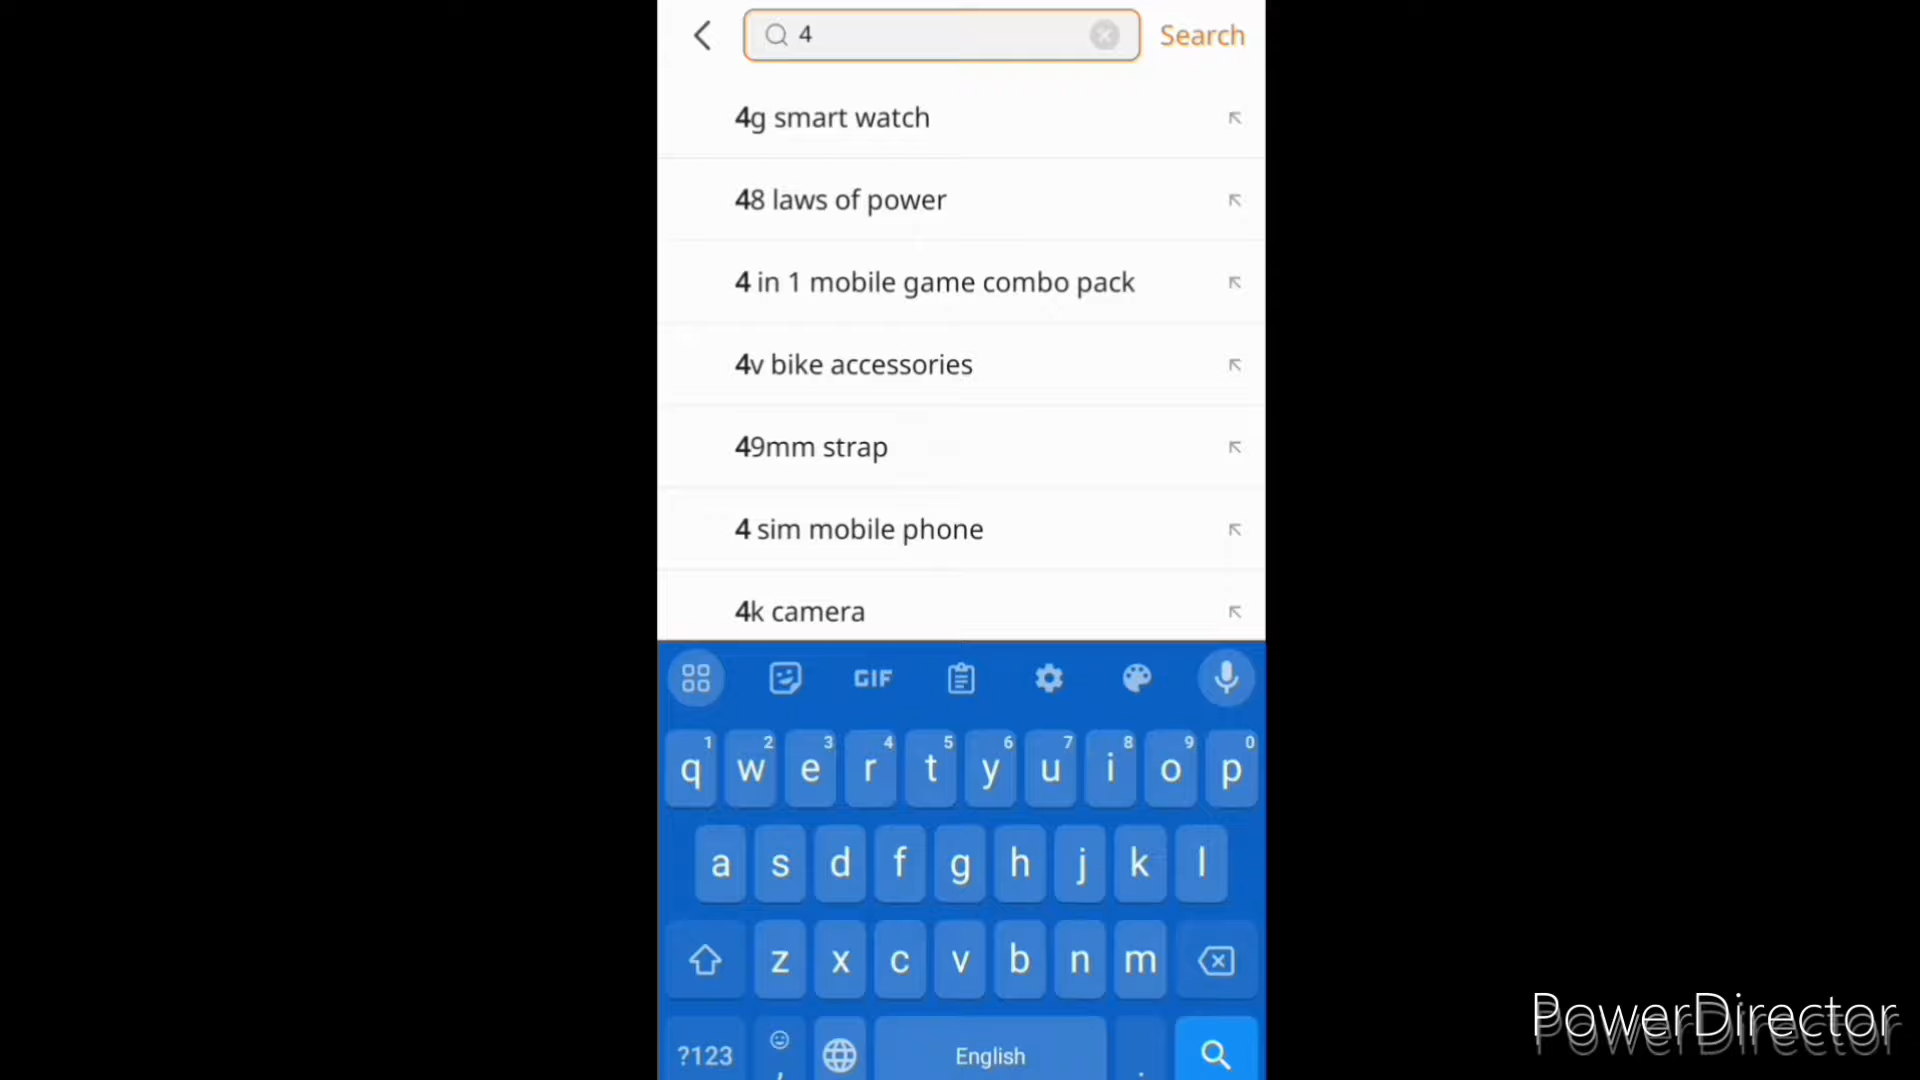 4
Search
4g smart watch
48 laws of power
4 in 1 mobile game combo pack
4v bike accessories
49mm strap
4 sim mobile phone
4k camera
GIF
1 2 3 4 5 6 7 8 9 0
q w e r t y u i o p
a s d f g h j k l
z x c v b n m
?123 , English .
PowerDirector